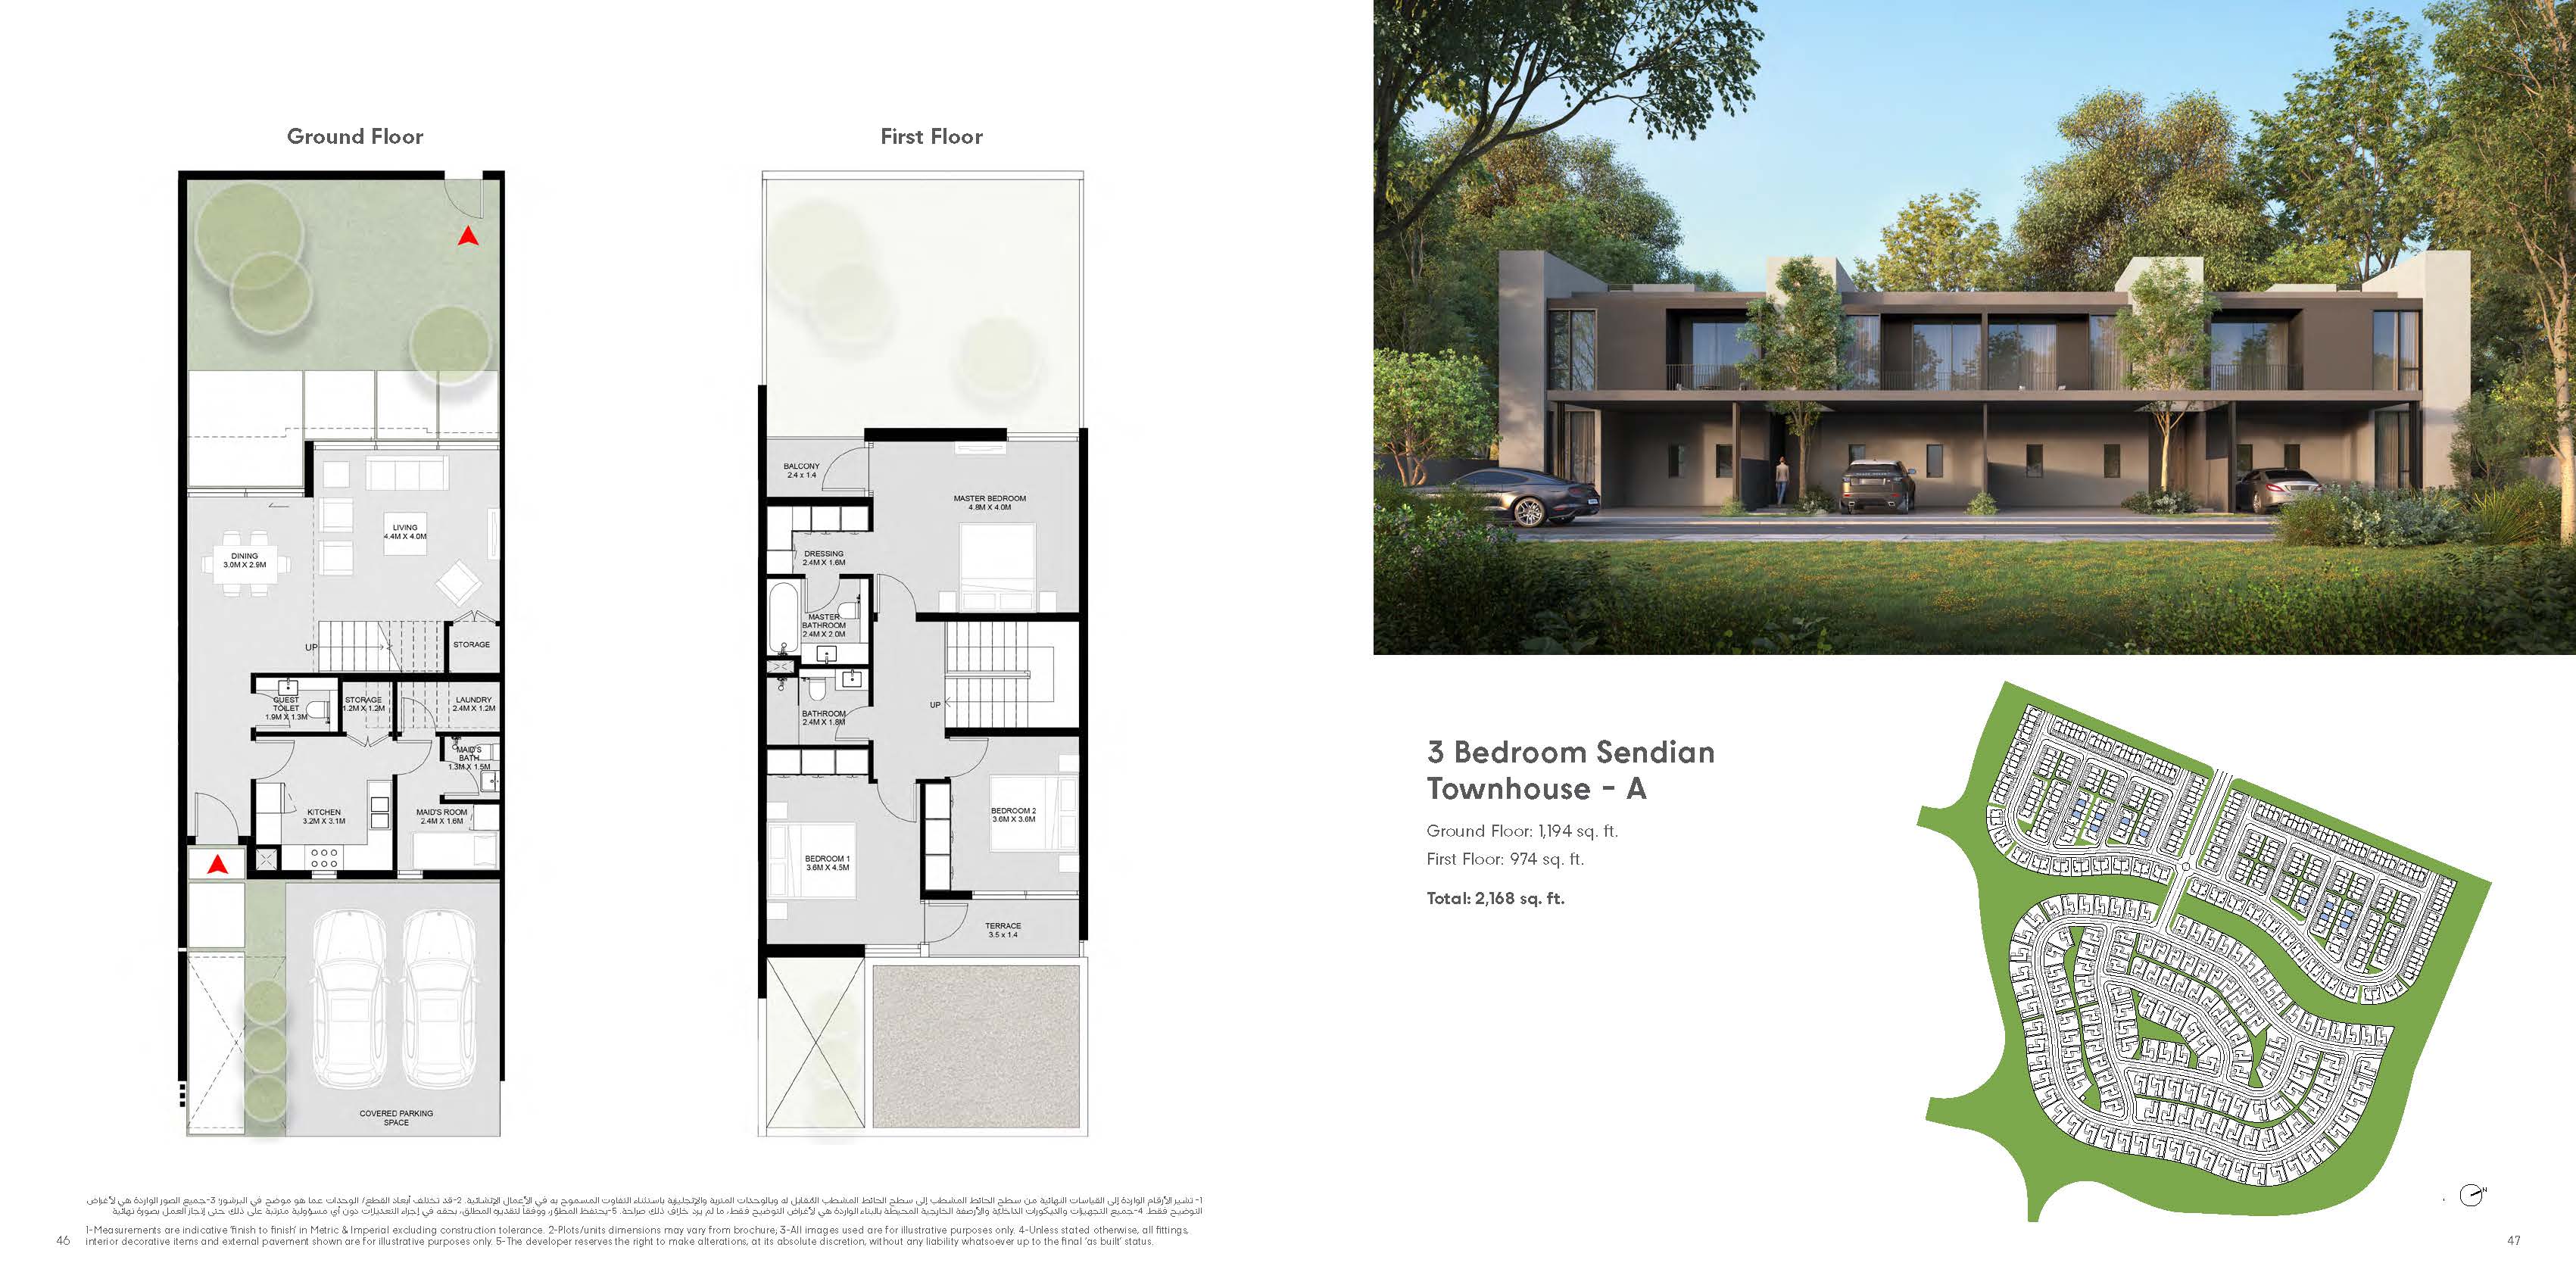 Ground Floor
DINING
3.0M X 2.9M
LIVING
4.4M X 4.0M
UP
STORAGE
GUEST
TOILET
1.9M X 1.3M
STORAGE
1.2M X 1.2M
LAUNDRY
2.4M X 1.2M
MAID'S
BATH
1.3M X 1.5M
KITCHEN
3.2M X 3.1M
MAID'S ROOM
2.4M X 1.6M
COVERED PARKING
SPACE
First Floor
BALCONY
2.4 x 1.4
MASTER BEDROOM
4.8M X 4.0M
DRESSING
2.4M X 1.6M
MASTER
BATHROOM
2.4M X 2.0M
BATHROOM
2.4M X 1.8M
UP
BEDROOM 2
3.6M X 3.6M
BEDROOM 1
3.6M X 4.5M
TERRACE
3.5 x 1.4
3 Bedroom Sendian
Townhouse - A
Ground Floor: 1,194 sq. ft.
First Floor: 974 sq. ft.
Total: 2,168 sq. ft.
N
1- تشير الأرقام الواردة إلى القياسات النهائية من سطح الحائط المشطب إلى سطح الحائط المشطب المقابل له وبالوحدات المترية والإنجليزية باستثناء التفاوت المسموح به في الأعمال الإنشائية. 2-قد تختلف أبعاد القطع/ الوحدات عما هو موضح في البرشور؛ 3-جميع الصور الواردة هي لأغراض
التوضيح فقط. 4-جميع التجهيزات والديكورات الداخلية والأرصفة الخارجية المحيطة بالبناء الواردة هي لأغراض التوضيح فقط، ما لم يرد خلاف ذلك صراحة. 5-يحتفظ المطوّر، ووفقاً لتقديره المطلق، بحقه في إجراء التعديلات دون أي مسؤولية مترتبة على ذلك حتى إنجاز العمل بصورة نهائية
1-Measurements are indicative 'finish to finish' in Metric & Imperial excluding construction tolerance. 2-Plots/units dimensions may vary from brochure; 3-All images used are for illustrative purposes only. 4-Unless stated otherwise, all fittings,
interior decorative items and external pavement shown are for illustrative purposes only. 5-The developer reserves the right to make alterations, at its absolute discretion, without any liability whatsoever up to the final 'as built' status.
46
47